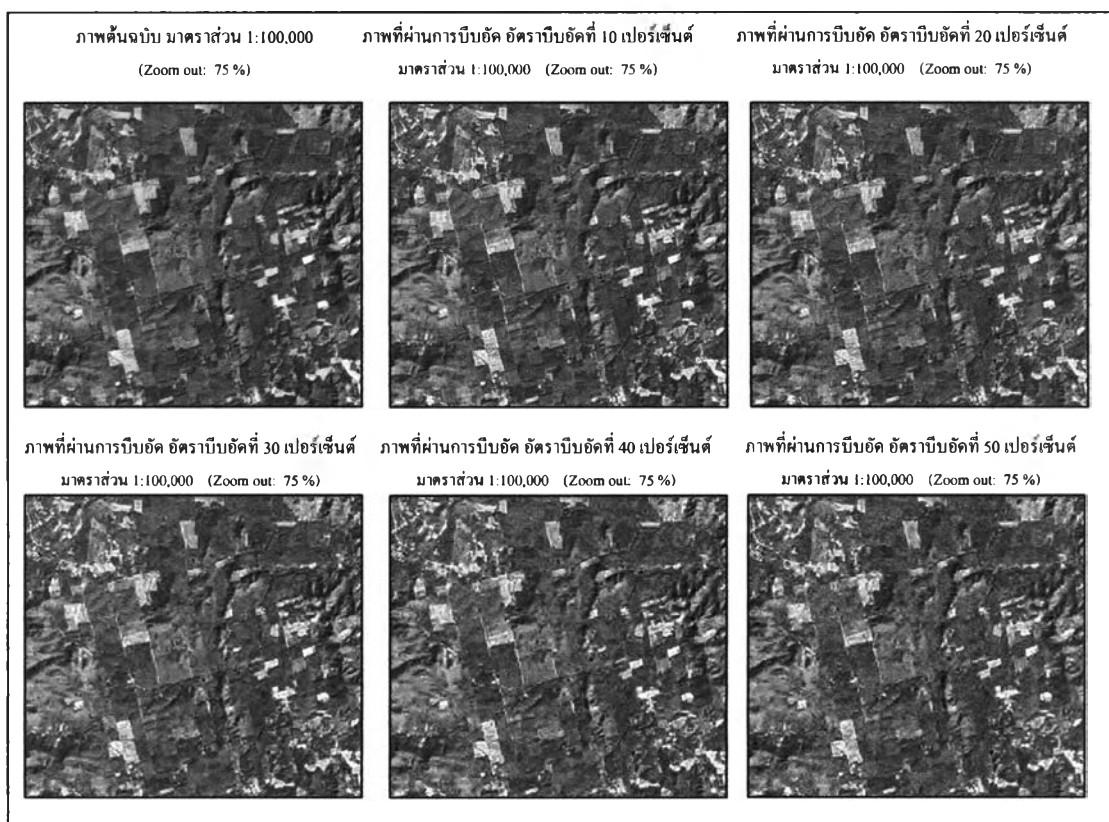 ภาพต้นฉบับ มาตราส่วน 1:100,000
(Zoom out: 75 %)
ภาพที่ผ่านการบีบอัด อัตราบีบอัดที่ 10 เปอร์เซ็นต์
มาตราส่วน 1:100,000 (Zoom out: 75 %)
ภาพที่ผ่านการบีบอัด อัตราบีบอัดที่ 20 เปอร์เซ็นต์
มาตราส่วน 1:100,000 (Zoom out: 75 %)
ภาพที่ผ่านการบีบอัด อัตราบีบอัดที่ 30 เปอร์เซ็นต์
มาตราส่วน 1:100,000 (Zoom out: 75 %)
ภาพที่ผ่านการบีบอัด อัตราบีบอัดที่ 40 เปอร์เซ็นต์
มาตราส่วน 1:100,000 (Zoom out: 75 %)
ภาพที่ผ่านการบีบอัด อัตราบีบอัดที่ 50 เปอร์เซ็นต์
มาตราส่วน 1:100,000 (Zoom out: 75 %)